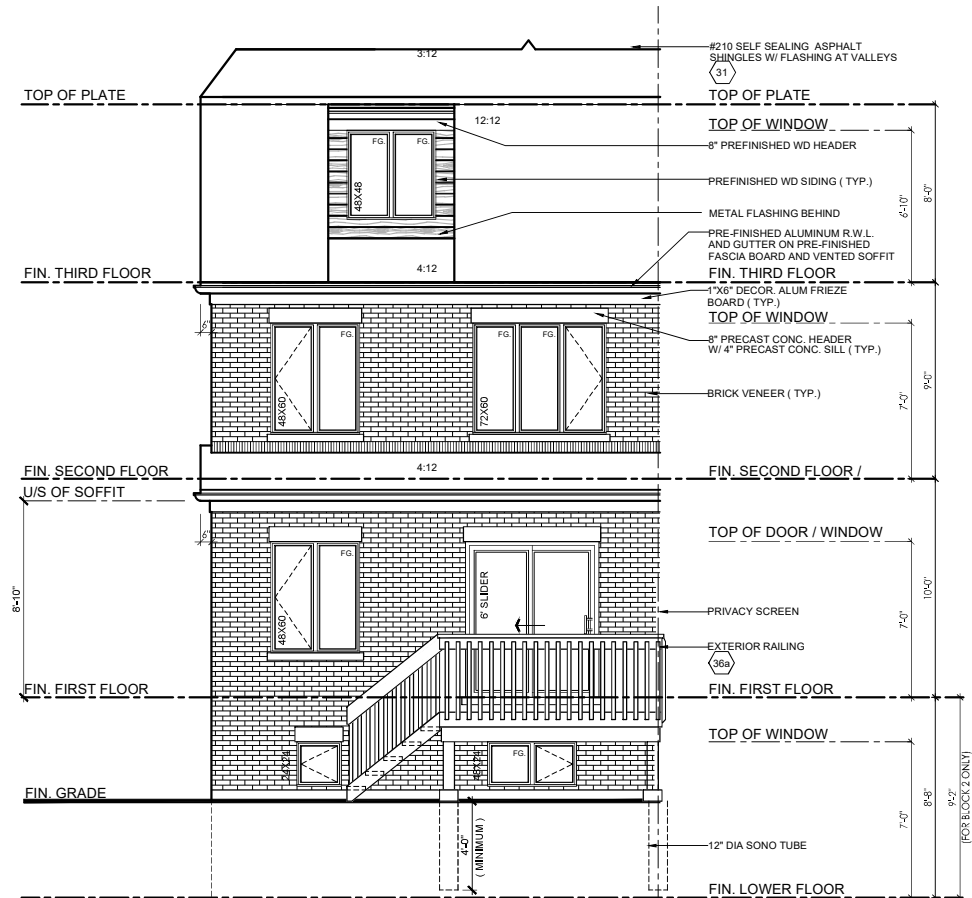 #210 SELF SEALING ASPHALT
SHINGLES W/ FLASHING AT VALLEYS
31
3:12
TOP OF PLATE
TOP OF PLATE
12:12
TOP OF WINDOW
8" PREFINISHED WD HEADER
FG.
FG.
48X48
PREFINISHED WD SIDING ( TYP.)
6'-10"
8'-0"
METAL FLASHING BEHIND
PRE-FINISHED ALUMINUM R.W.L.
AND GUTTER ON PRE-FINISHED
FASCIA BOARD AND VENTED SOFFIT
4:12
FIN. THIRD FLOOR
FIN. THIRD FLOOR
1"X6" DECOR. ALUM FRIEZE
BOARD ( TYP.)
TOP OF WINDOW
8" PRECAST CONC. HEADER
W/ 4" PRECAST CONC. SILL ( TYP.)
6"
FG.
FG.
FG.
48X60
72X60
BRICK VENEER ( TYP.)
7'-0"
9'-0"
FIN. SECOND FLOOR
4:12
FIN. SECOND FLOOR /
U/S OF SOFFIT
6"
TOP OF DOOR / WINDOW
FG.
48X60
6' SLIDER
8'-10"
7'-0"
10'-0"
PRIVACY SCREEN
EXTERIOR RAILING
36a
FIN. FIRST FLOOR
FIN. FIRST FLOOR
TOP OF WINDOW
24X24
48X24
FG.
FIN. GRADE
4'-0"
( MINIMUM )
7'-0"
8'-8"
9'-2"
(FOR BLOCK 2 ONLY)
12" DIA SONO TUBE
FIN. LOWER FLOOR